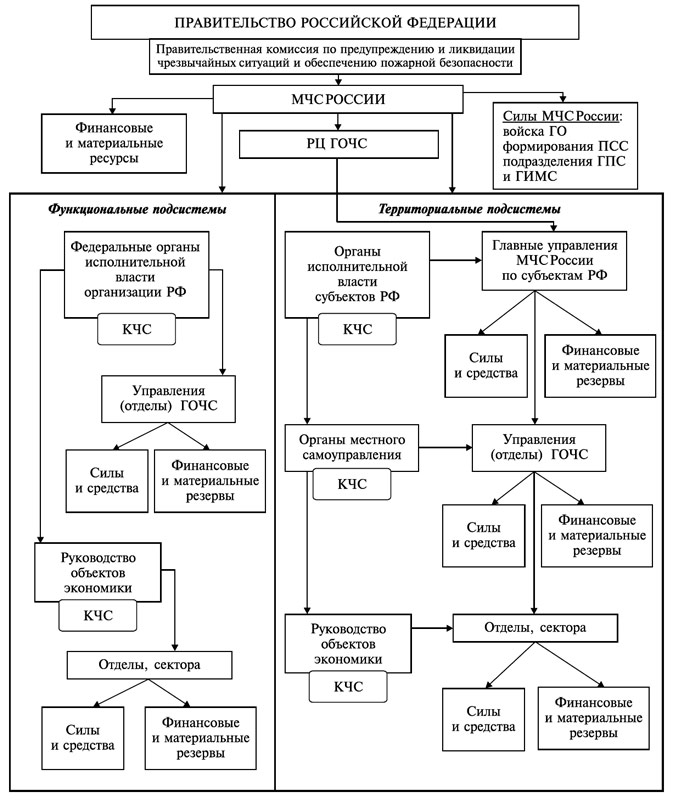 ПРАВИТЕЛЬСТВО РОССИЙСКОЙ ФЕДЕРАЦИИ
Правительственная комиссия по предупреждению и ликвидации
чрезвычайных ситуаций и обеспечению пожарной безопасности
МЧС РОССИИ
Финансовые
и материальные
ресурсы
РЦ ГОЧС
Силы МЧС России:
войска ГО
формирования ПСС
подразделения ГПС
и ГИМС
Функциональные подсистемы
Федеральные органы
исполнительной
власти
организации РФ
КЧС
Управления
(отделы) ГОЧС
Силы
и средства
Финансовые
и материальные
резервы
Руководство
объектов
экономики
КЧС
Отделы, сектора
Силы
и средства
Финансовые
и материальные
резервы
Территориальные подсистемы
Органы
исполнительной
власти
субъектов РФ
КЧС
Главные управления
МЧС России
по субъектам РФ
Силы
и средства
Финансовые
и материальные
резервы
Органы местного
самоуправления
КЧС
Управления
(отделы) ГОЧС
Силы
и средства
Финансовые
и материальные
резервы
Руководство
объектов
экономики
КЧС
Отделы, сектора
Силы
и средства
Финансовые
и материальные
резервы